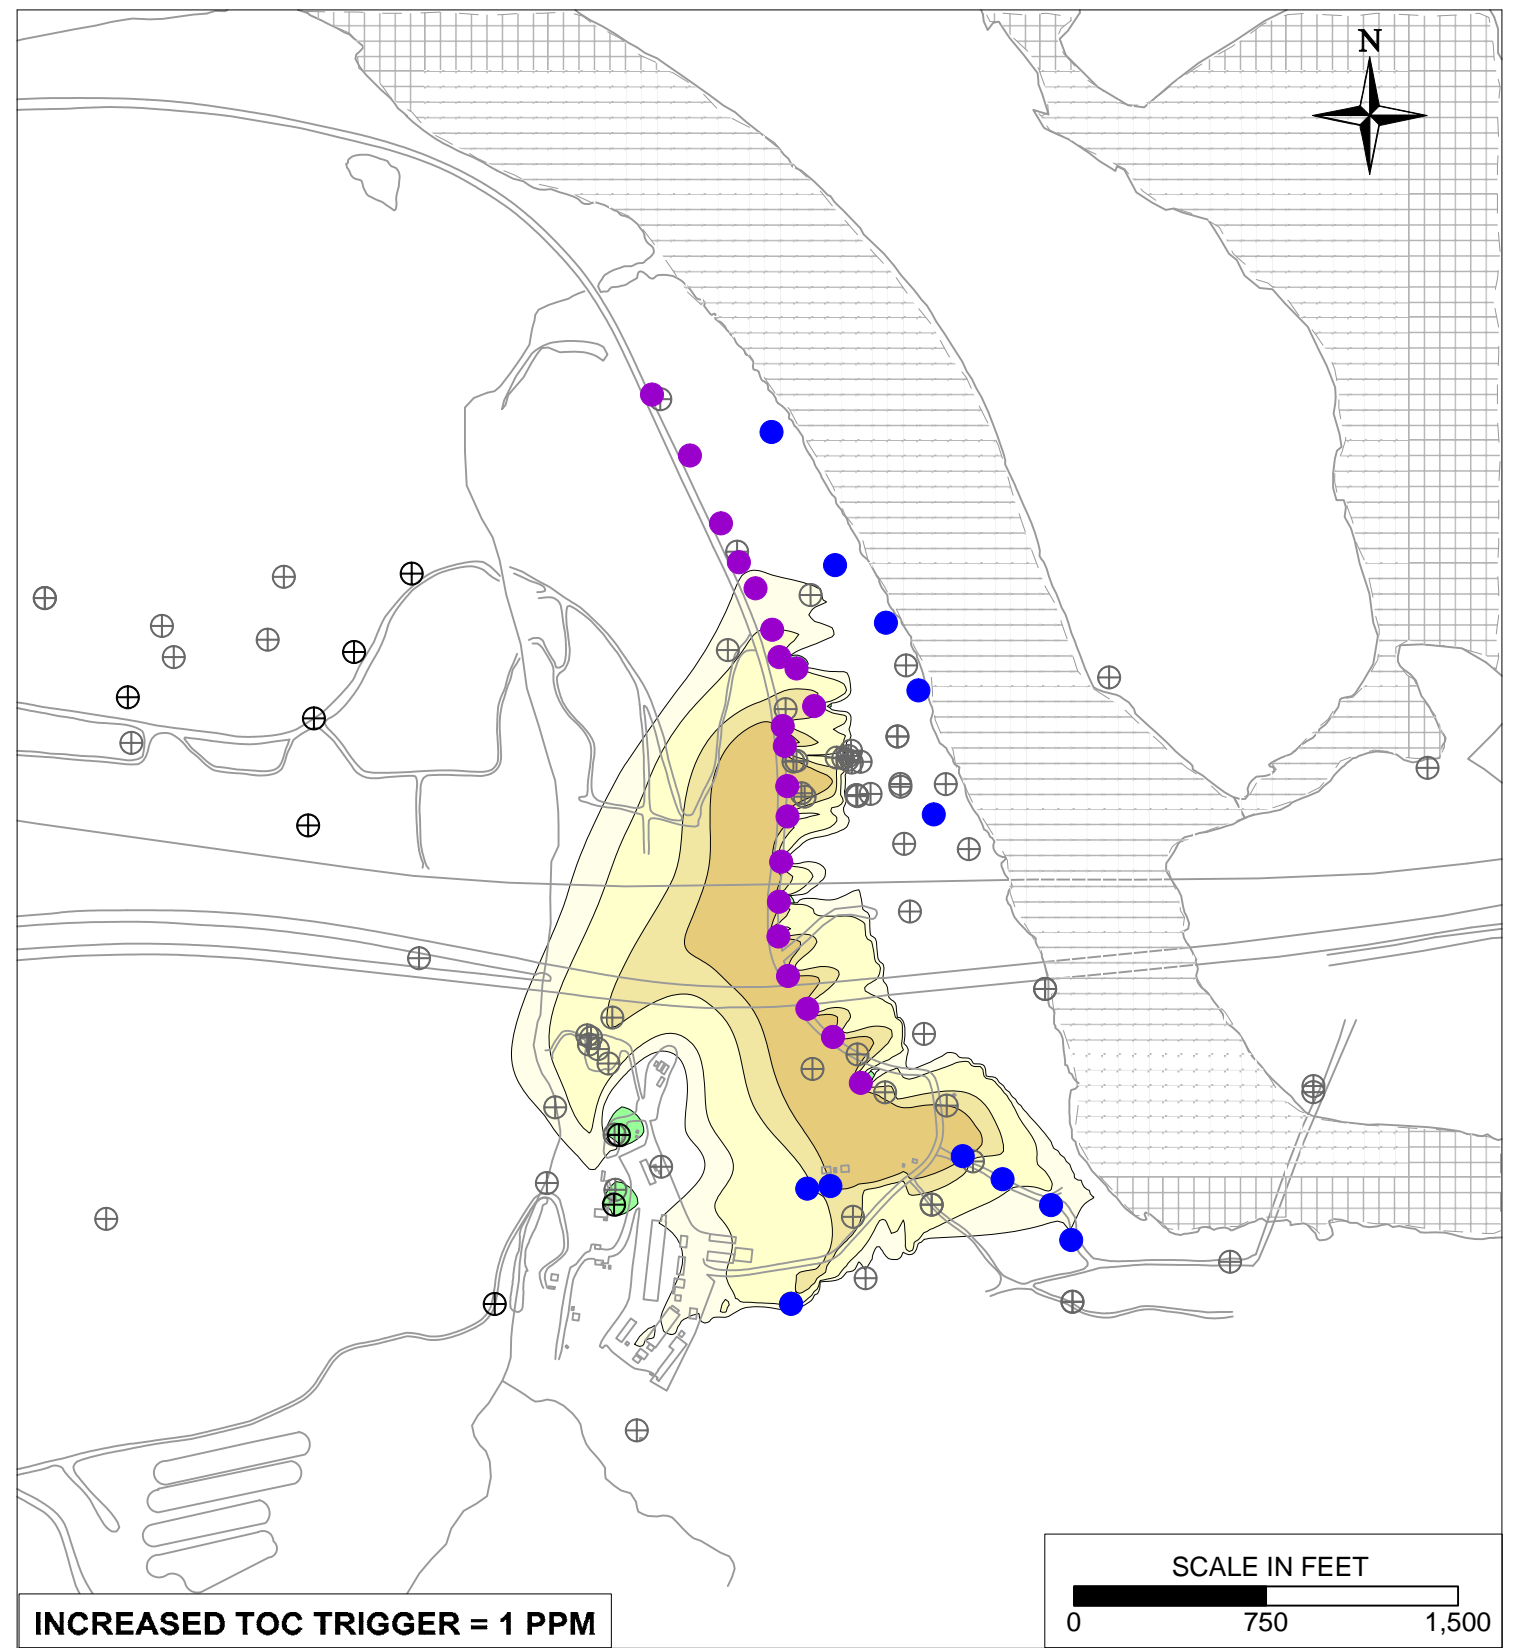 N
SCALE IN FEET
0 750 1,500
INCREASED TOC TRIGGER = 1 PPM